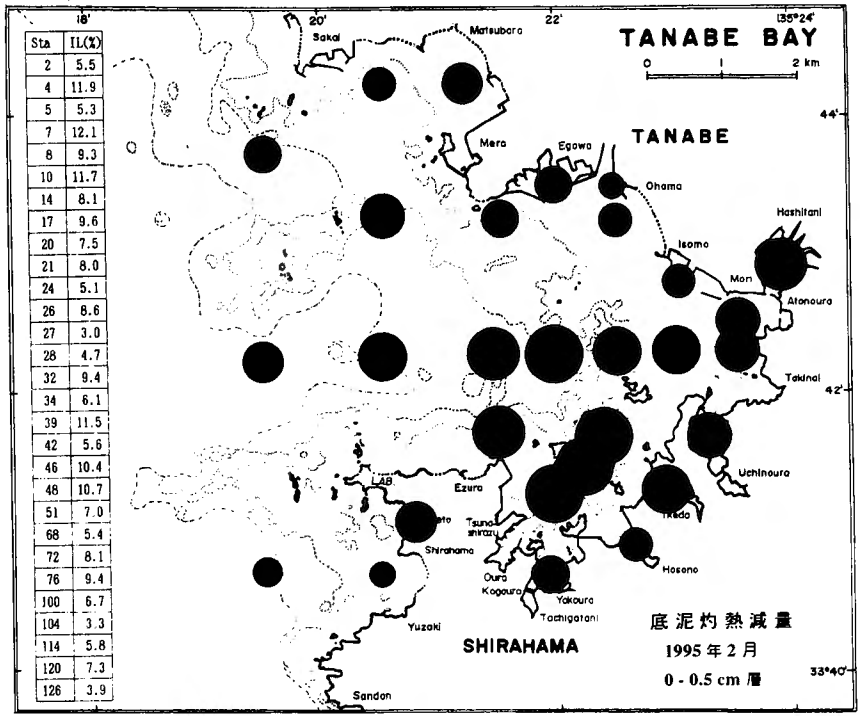 18'
20'
22'
135°24'
TANABE BAY
0 2 km
Sta IL(%)
2 5.5
4 11.9
5 5.3
7 12.1
8 9.3
10 11.7
14 8.1
17 9.6
20 7.5
21 8.0
24 5.1
26 8.6
27 3.0
28 4.7
32 9.4
34 6.1
39 11.5
42 5.6
46 10.4
48 10.7
51 7.0
68 5.4
72 8.1
76 9.4
100 6.7
104 3.3
114 5.8
120 7.3
126 3.9
Sakai
Matsubara
44'
TANABE
Mera
Egawa
Ohama
Hashitani
Isoma
Mori
Atonoura
Takinai
42'
Uchinoura
LAB.
Ezura
Tsuna
shirazu
Shirahama
Ikeda
Hosono
Oura
Kogaura
Yakoura
Tachigatani
Yuzaki
SHIRAHAMA
Sandan
底泥灼熱減量
1995年2月
0 - 0.5 cm 層
33°40'